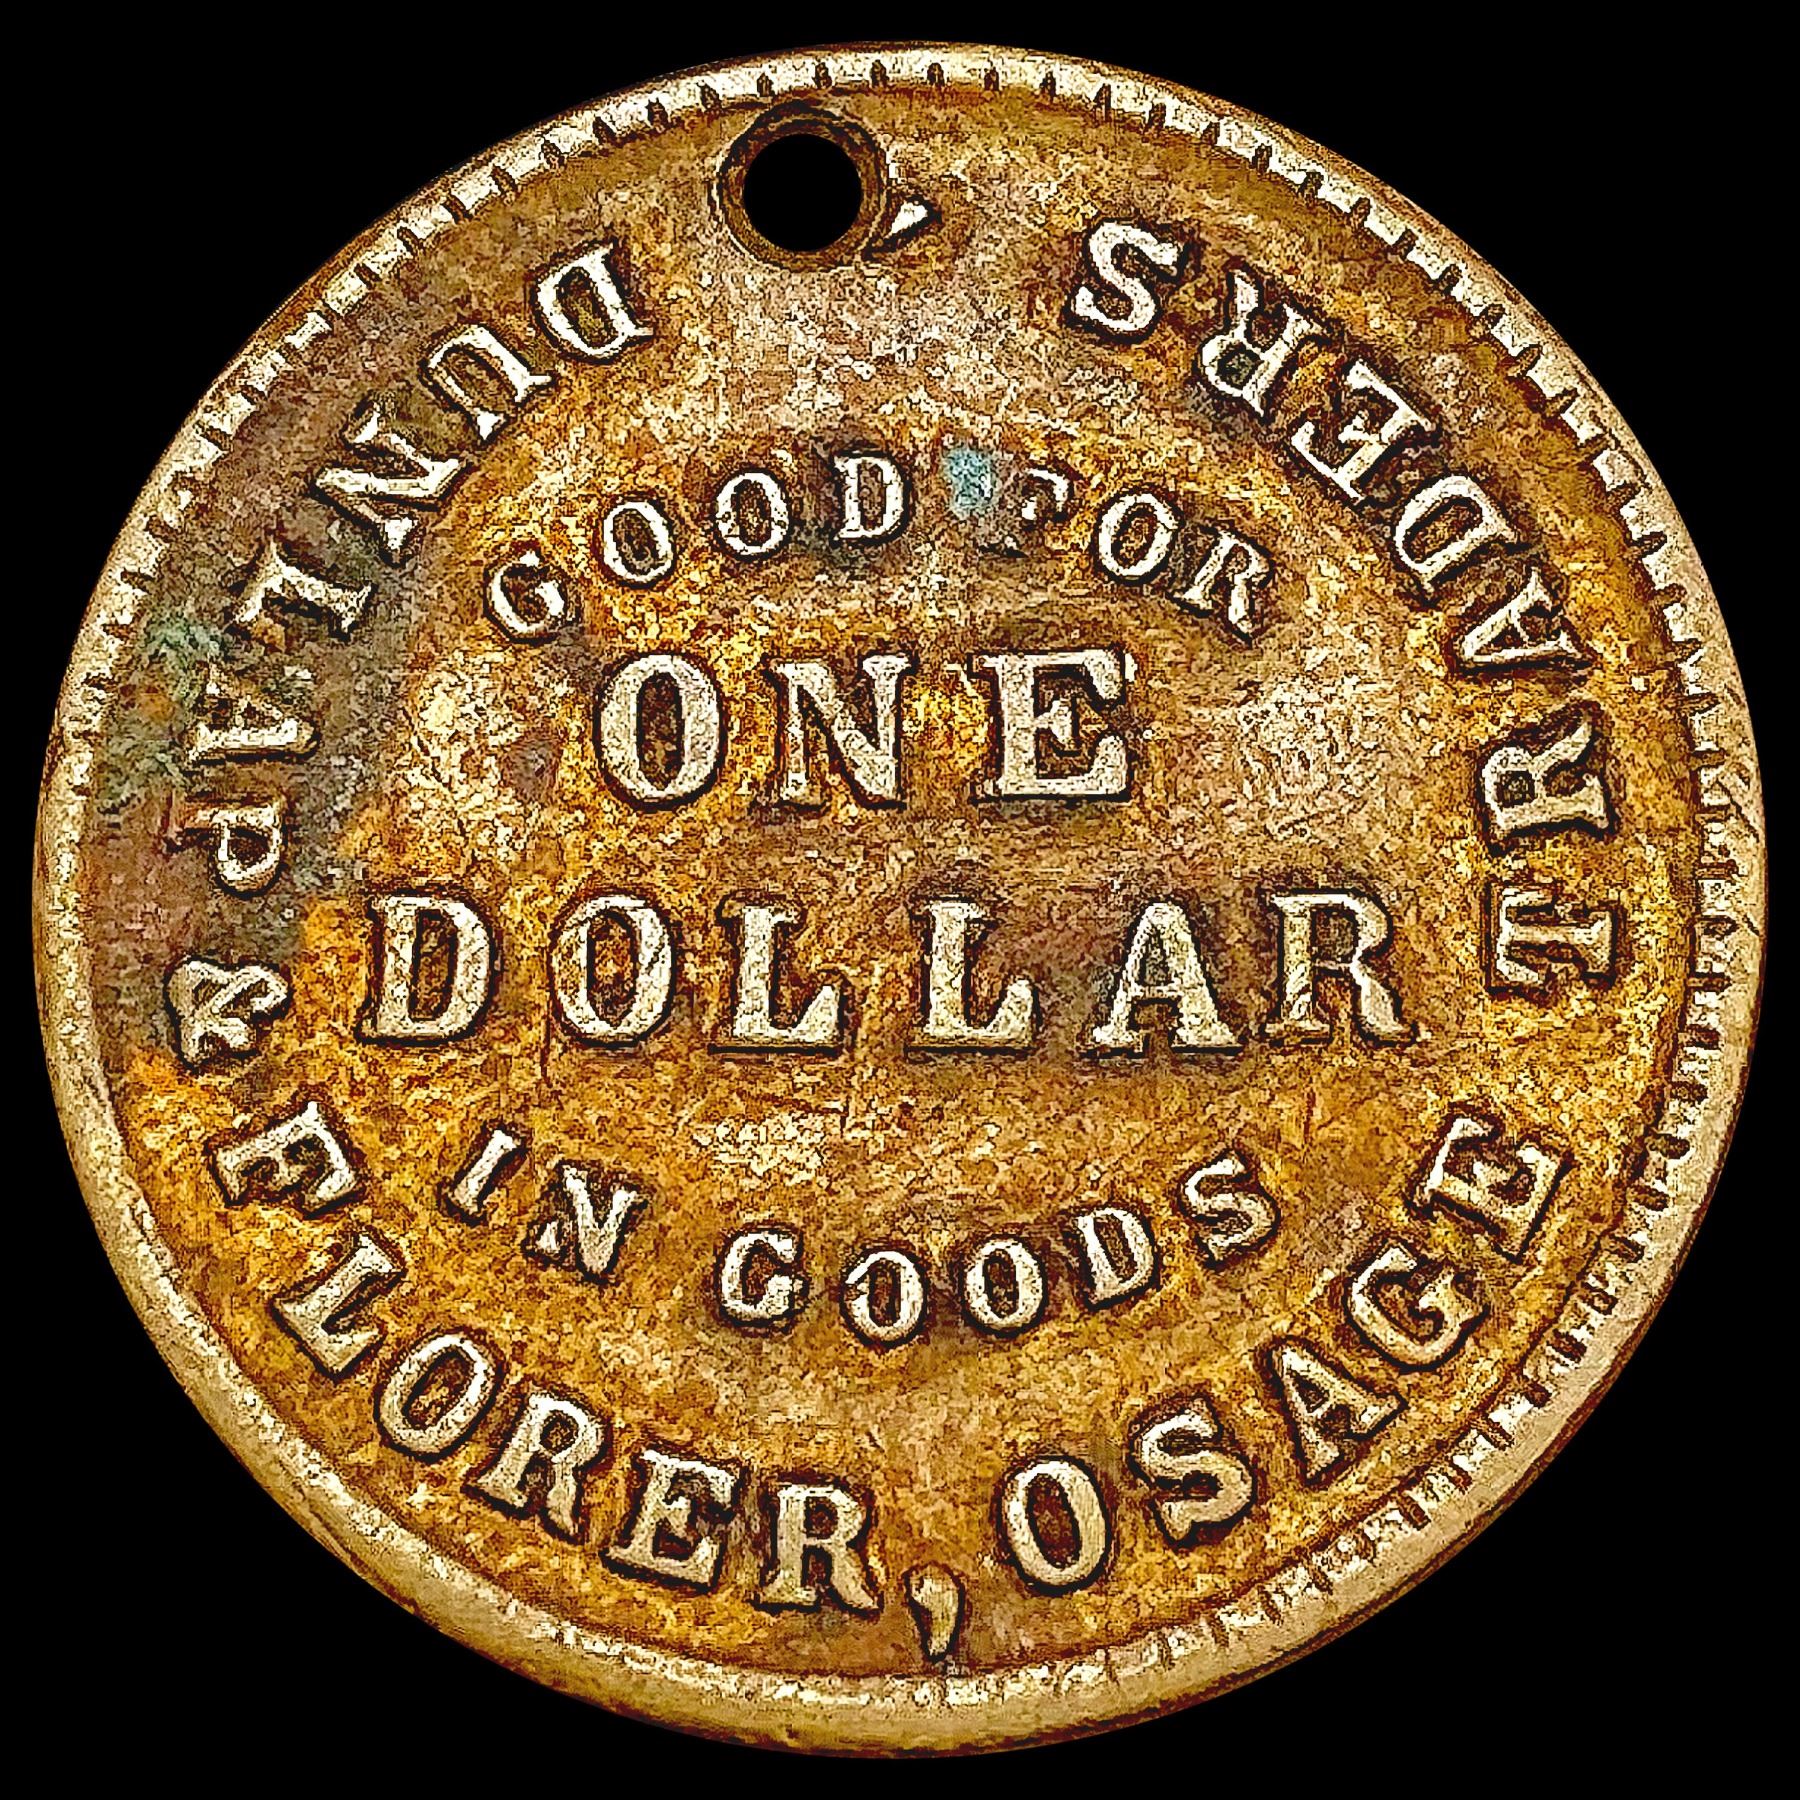 DUNLAP & FLORER, OSAGE TRADERS,
GOOD FOR
ONE
DOLLAR
IN GOODS